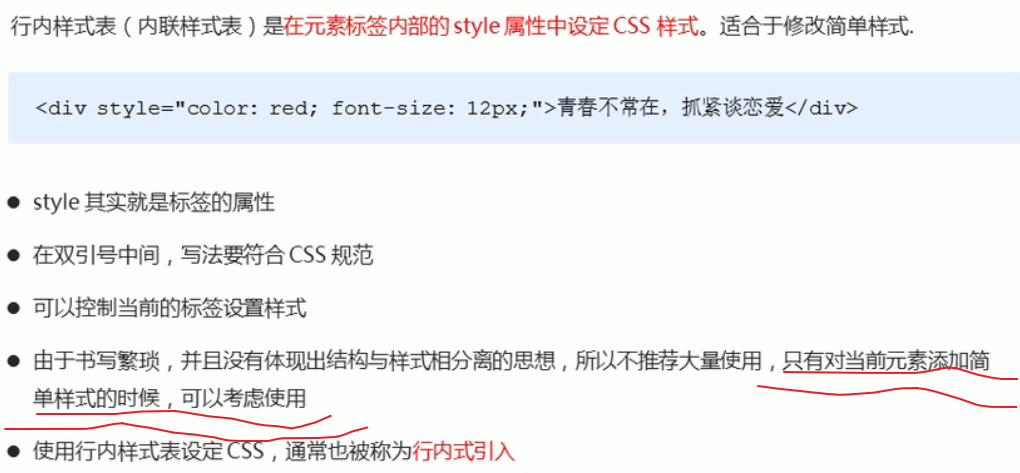 行内样式表（内联样式表）是在元素标签内部的 style 属性中设定 CSS 样式。适合于修改简单样式.
<div style="color: red; font-size: 12px;">青春不常在，抓紧谈恋爱</div>
● style 其实就是标签的属性
● 在双引号中间，写法要符合 CSS 规范
● 可以控制当前的标签设置样式
● 由于书写繁琐，并且没有体现出结构与样式相分离的思想，所以不推荐大量使用，只有对当前元素添加简
单样式的时候，可以考虑使用
● 使用行内样式表设定 CSS，通常也被称为行内式引入